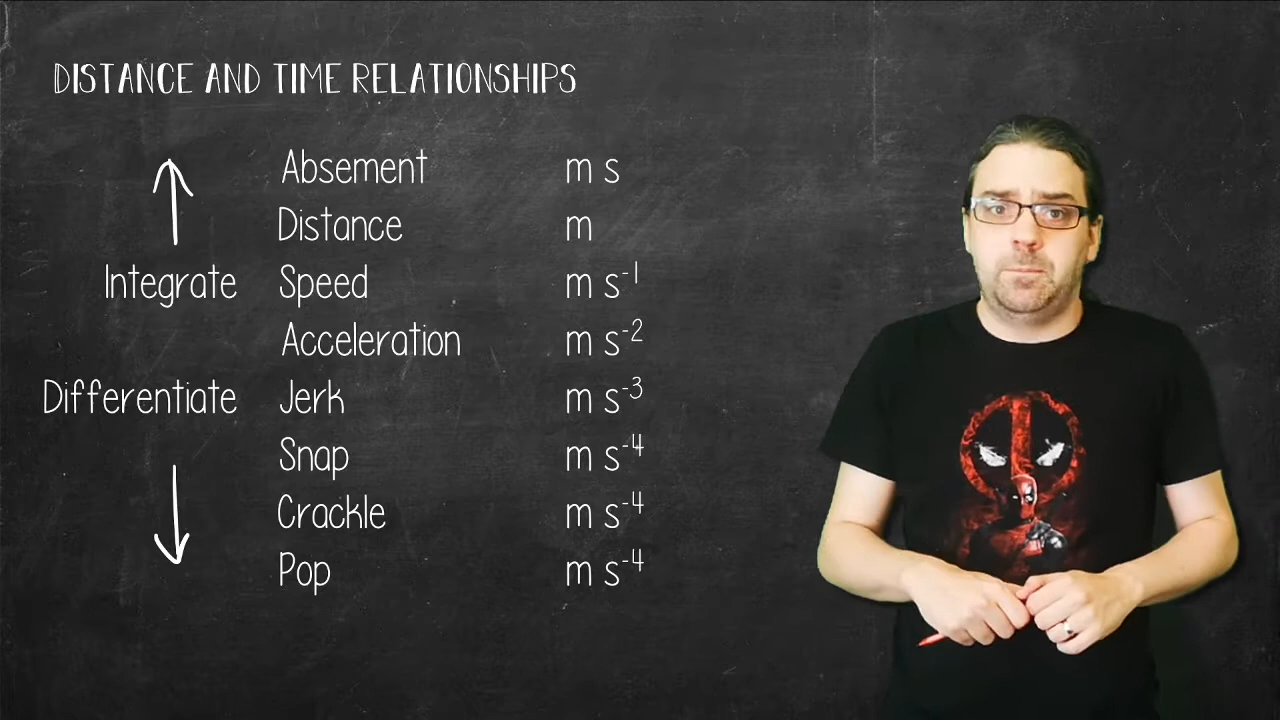 DISTANCE AND TIME RELATIONSHIPS
Absement m s
Distance m
Integrate Speed m s⁻¹
Acceleration m s⁻²
Differentiate Jerk m s⁻³
Snap m s⁻⁴
Crackle m s⁻⁴
Pop m s⁻⁴